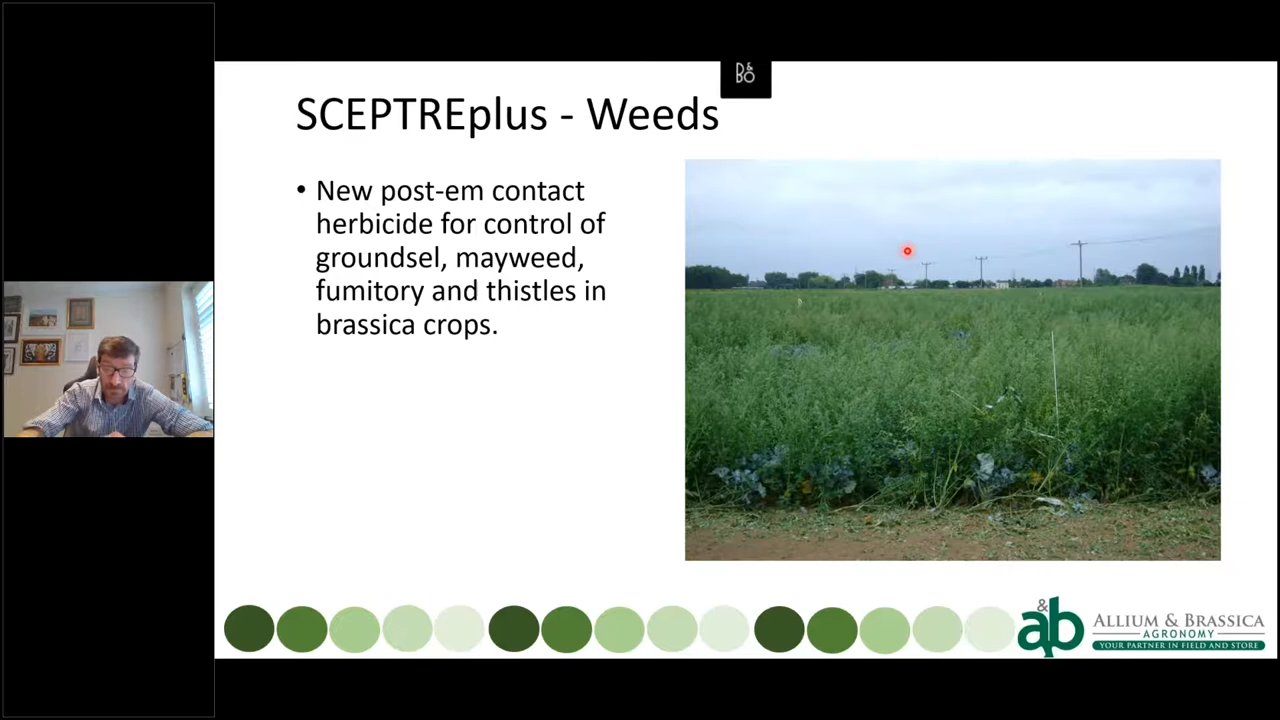 B&O
SCEPTREplus - Weeds
• New post-em contact
herbicide for control of
groundsel, mayweed,
fumitory and thistles in
brassica crops.
&
ab
ALLIUM & BRASSICA
AGRONOMY
YOUR PARTNER IN FIELD AND STORE